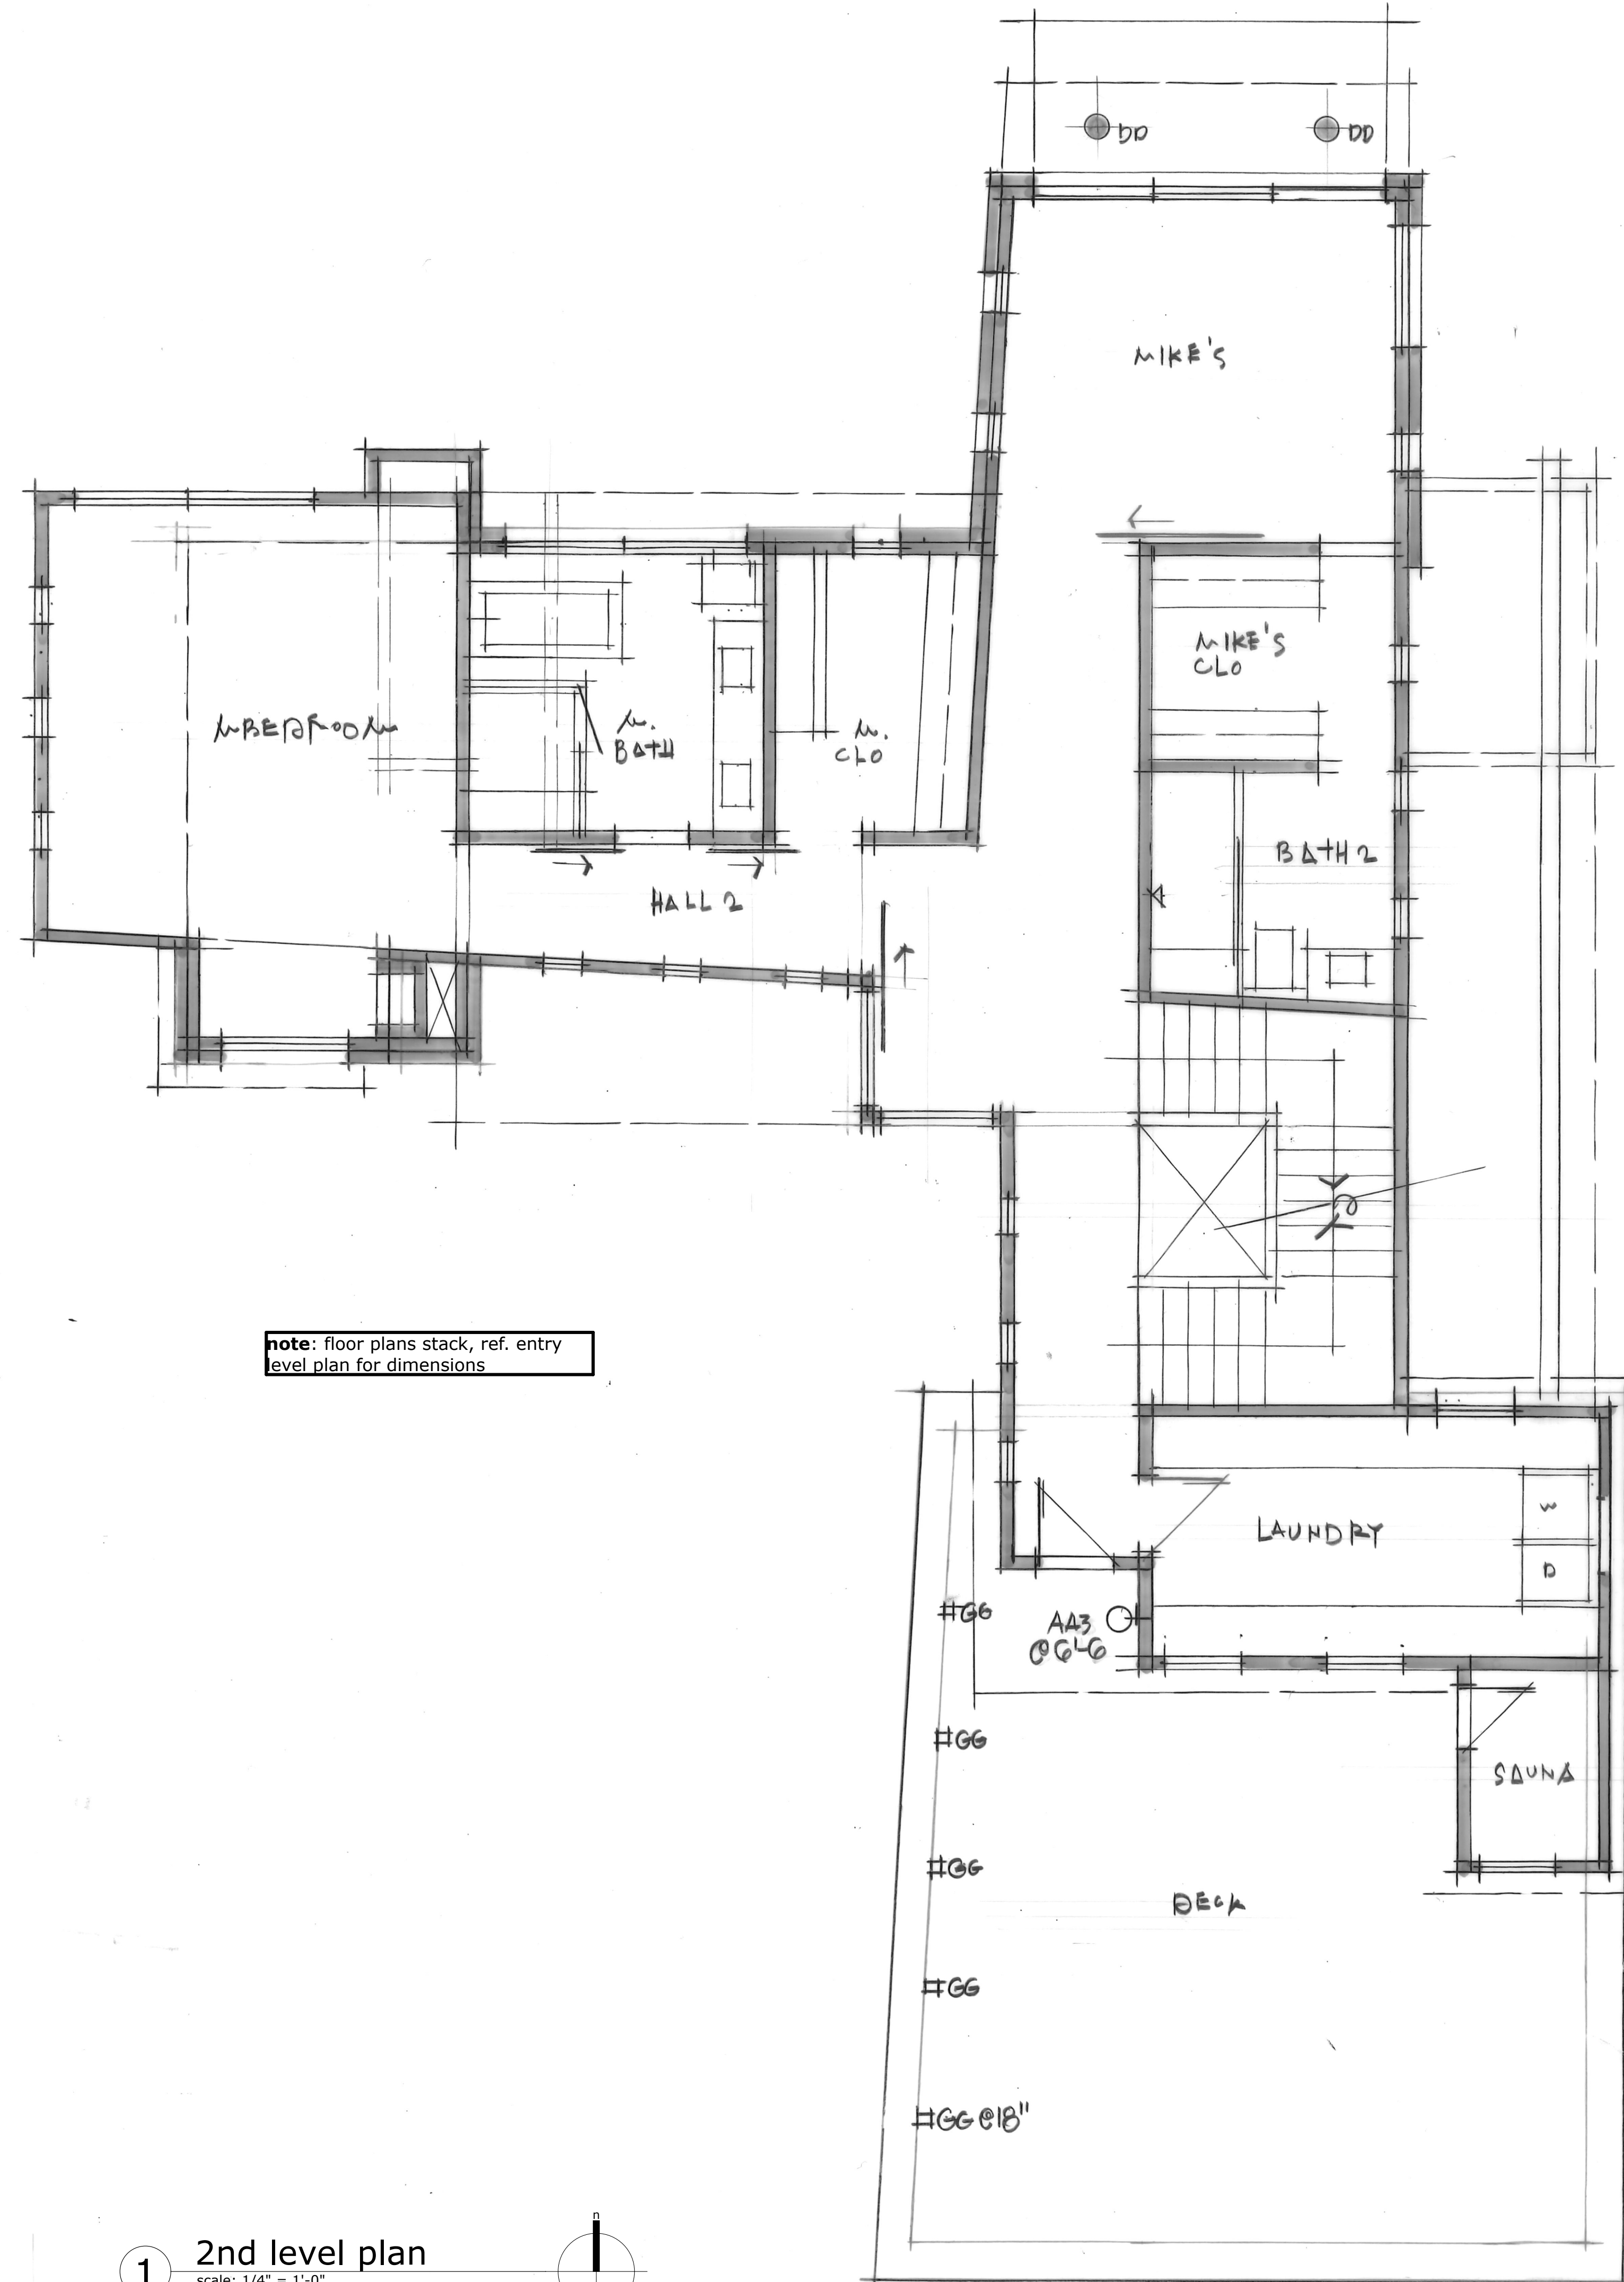 DD
DD
MIKE'S
MIKE'S
CLO
M BEDROOM
M.
BATH
M.
CLO
BATH 2
HALL 2
note: floor plans stack, ref. entry
level plan for dimensions
W
LAUNDRY
D
GG
AA3
@ 6'-6
GG
SAUNA
GG
DECK
GG
GG @ 18"
n
1
2nd level plan
scale: 1/4" = 1'-0"